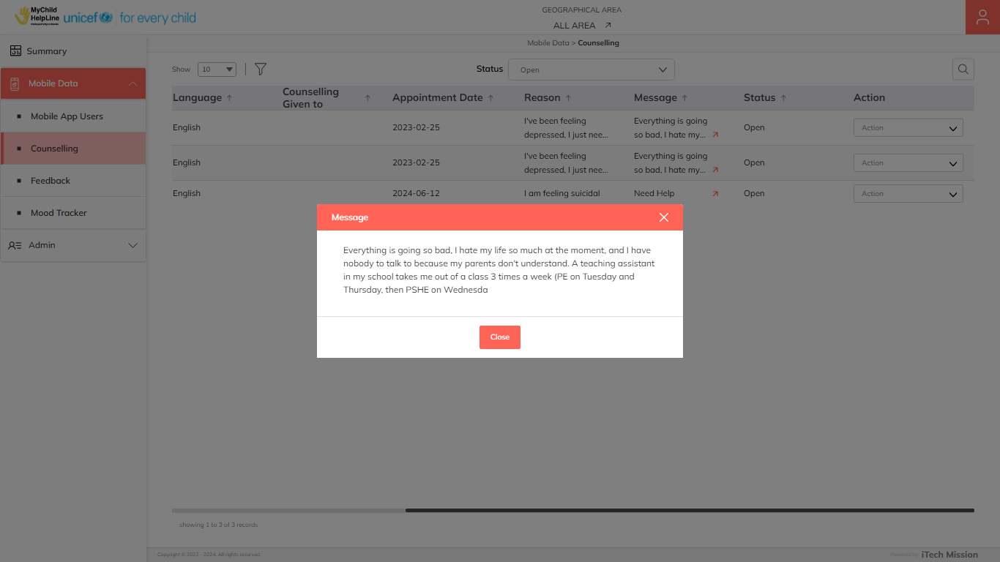 MyChild
HelpLine
unicef for every child
GEOGRAPHICAL AREA
ALL AREA
Mobile Data > Counselling
Summary
Mobile Data
Mobile App Users
Counselling
Feedback
Mood Tracker
Admin
Show 10 Status Open
Language Counselling Given to Appointment Date Reason Message Status Action
English 2023-02-25 I've been feeling depressed, I just nee... Everything is going so bad, I hate my... Open Action
English 2023-02-25 I've been feeling depressed, I just nee... Everything is going so bad, I hate my... Open Action
English 2024-06-12 I am feeling suicidal Need Help Open Action
Message
Everything is going so bad, I hate my life so much at the moment, and I have
nobody to talk to because my parents don't understand. A teaching assistant
in my school takes me out of a class 3 times a week (PE on Tuesday and
Thursday, then PSHE on Wednesda
Close
showing 1 to 3 of 3 records
Copyright © 2022 - 2024. All rights reserved.
Powered by iTech Mission